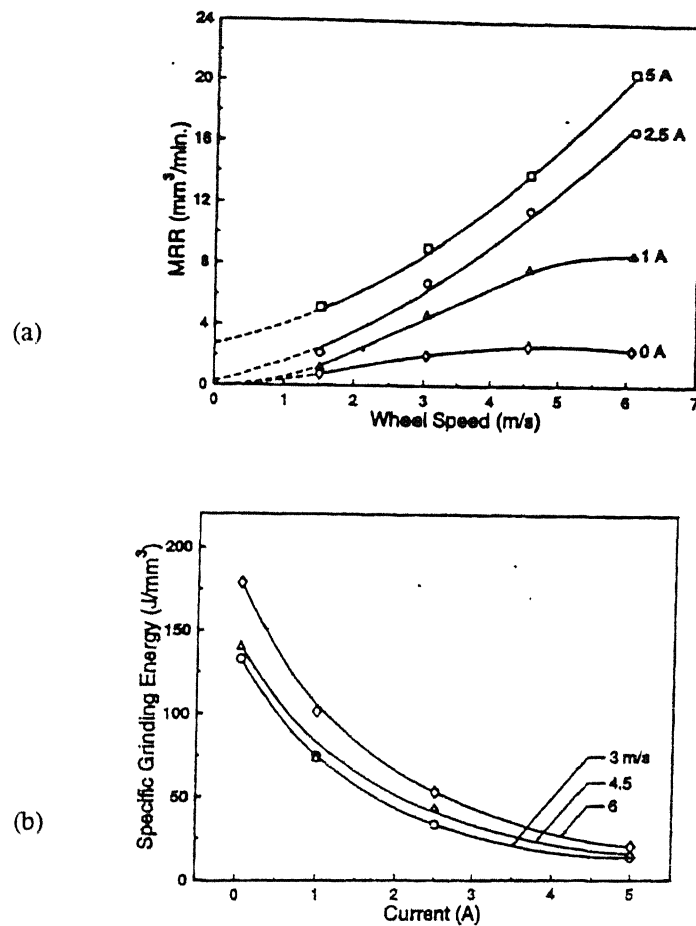 (a)
MRR (mm³/min.)
24
20
16
12
8
4
0
5 A
2.5 A
1 A
0 A
0 1 2 3 4 5 6 7
Wheel Speed (m/s)
(b)
Specific Grinding Energy (J/mm³)
200
150
100
50
0
3 m/s
4.5
6
0 1 2 3 4 5
Current (A)